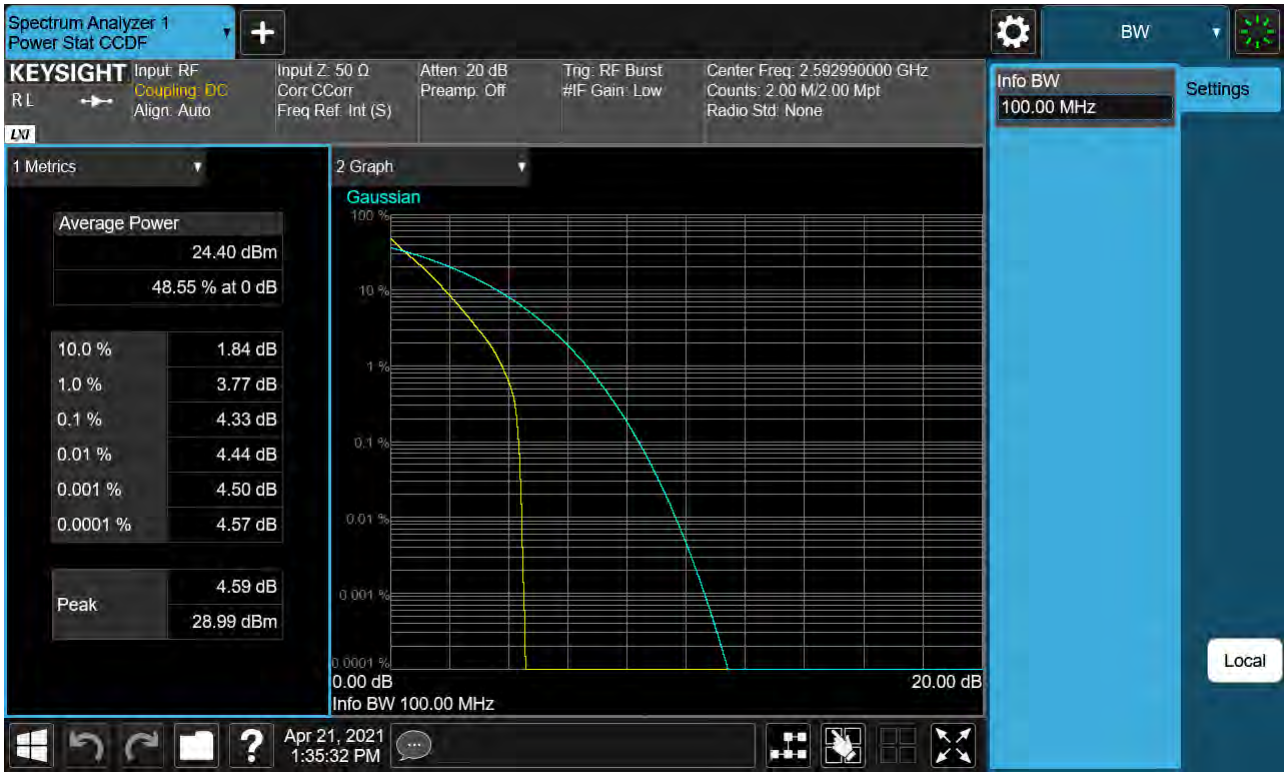 Spectrum Analyzer 1
Power Stat CCDF
+
BW
KEYSIGHT
RL
LXI
Input: RF
Coupling: DC
Align: Auto
Input Z: 50 Ω
Corr CCorr
Freq Ref: Int (S)
Atten: 20 dB
Preamp: Off
Trig: RF Burst
#IF Gain: Low
Center Freq: 2.592990000 GHz
Counts: 2.00 M/2.00 Mpt
Radio Std: None
Info BW
100.00 MHz
Settings
1 Metrics
Average Power
24.40 dBm
48.55 % at 0 dB
10.0 % 1.84 dB
1.0 % 3.77 dB
0.1 % 4.33 dB
0.01 % 4.44 dB
0.001 % 4.50 dB
0.0001 % 4.57 dB
Peak 4.59 dB
28.99 dBm
2 Graph
Gaussian
100 %
10 %
1 %
0.1 %
0.01 %
0.001 %
0.0001 %
0.00 dB 20.00 dB
Info BW 100.00 MHz
Local
?
Apr 21, 2021
1:35:32 PM